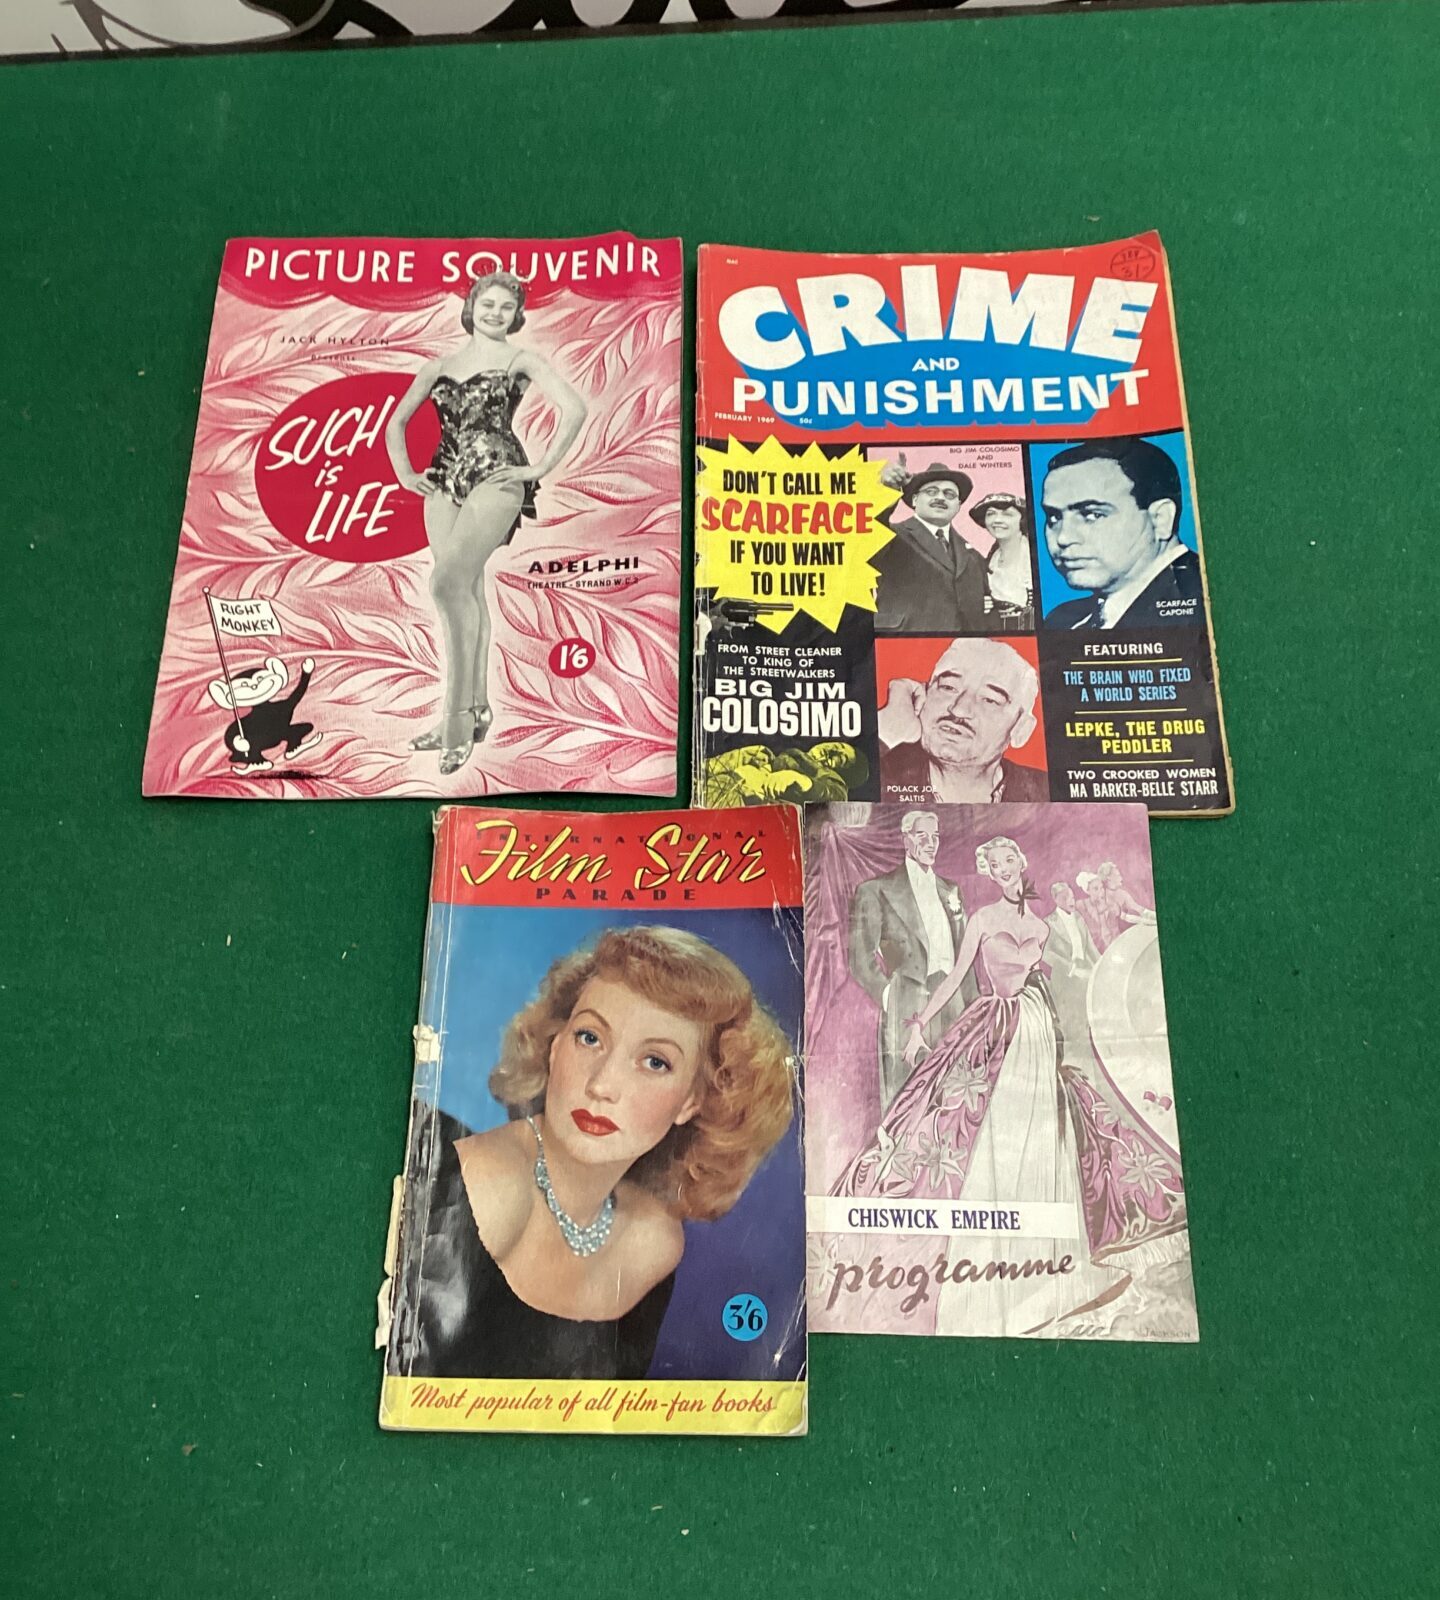 PICTURE SOUVENIR
JACK HYLTON
presents
SUCH
is
LIFE
ADELPHI
THEATRE - STRAND W.C.2
1'6
RIGHT
MONKEY
CRIME
AND
PUNISHMENT
FEBRUARY 1969 50¢
3/-
DON'T CALL ME
SCARFACE
IF YOU WANT
TO LIVE!
BIG JIM COLOSIMO
AND
DALE WINTERS
SCARFACE
CAPONE
FROM STREET CLEANER
TO KING OF
THE STREETWALKERS
BIG JIM
COLOSIMO
POLACK JOE
SALTIS
FEATURING
THE BRAIN WHO FIXED
A WORLD SERIES
LEPKE, THE DRUG
PEDDLER
TWO CROOKED WOMEN
MA BARKER-BELLE STARR
INTERNATIONAL
Film Star
PARADE
3'6
Most popular of all film-fan books
CHISWICK EMPIRE
programme
JACKSON